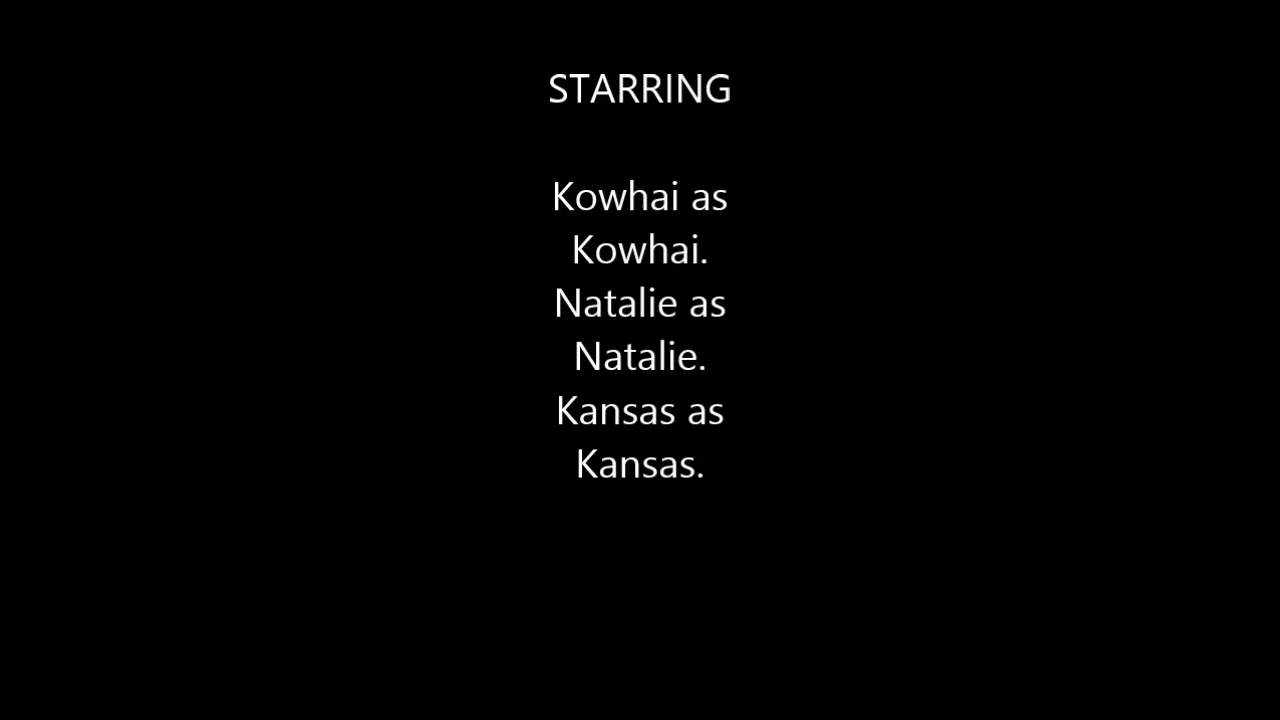 STARRING
Kowhai as
Kowhai.
Natalie as
Natalie.
Kansas as
Kansas.